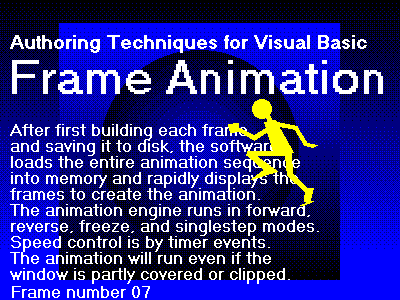 Authoring Techniques for Visual Basic
Frame Animation
After first building each frame
and saving it to disk, the software
loads the entire animation sequence
into memory and rapidly displays the
frames to create the animation.
The animation engine runs in forward,
reverse, freeze, and singlestep modes.
Speed control is by timer events.
The animation will run even if the
window is partly covered or clipped.
Frame number 07